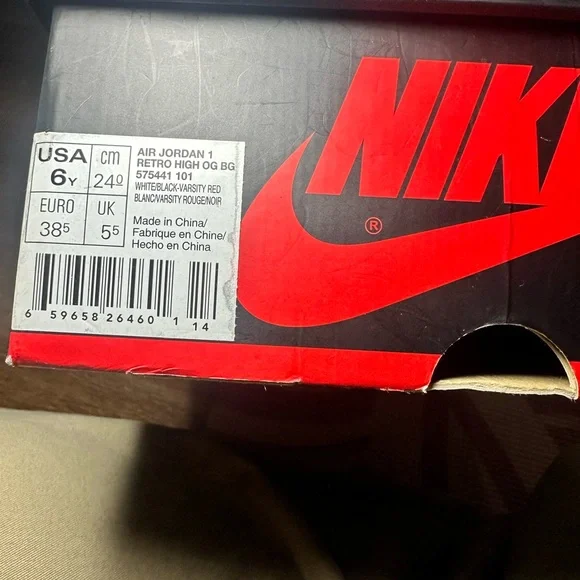 USA
6Y
cm
24.0
EURO
38.5
UK
5.5
AIR JORDAN 1
RETRO HIGH OG BG
575441 101
WHITE/BLACK-VARSITY RED
BLANC/VARSITY ROUGE/NOIR
Made in China/
Fabriqué en Chine/
Hecho en China
6 59658 26460 1 14
NIKE
®